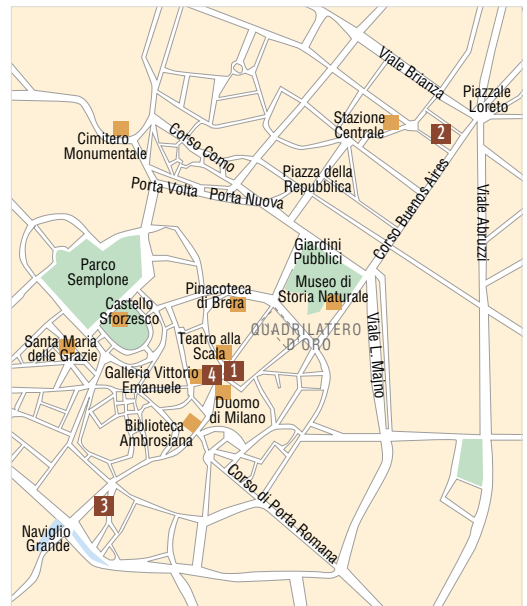 Viale Brianza
Piazzale
Loreto
Stazione
Centrale
2
Cimitero
Monumentale
Corso Como
Piazza della
Repubblica
Porta Volta
Porta Nuova
Corso Buenos Aires
Viale Abruzzi
Giardini
Pubblici
Parco
Semplone
Museo di
Storia Naturale
Pinacoteca
di Brera
Castello
Sforzesco
QUADRILATERO
D'ORO
Viale L. Majno
Santa Maria
delle Grazie
Teatro alla
Scala
Galleria Vittorio
Emanuele
4
1
Duomo
di Milano
Biblioteca
Ambrosiana
Corso di Porta Romana
3
Naviglio
Grande